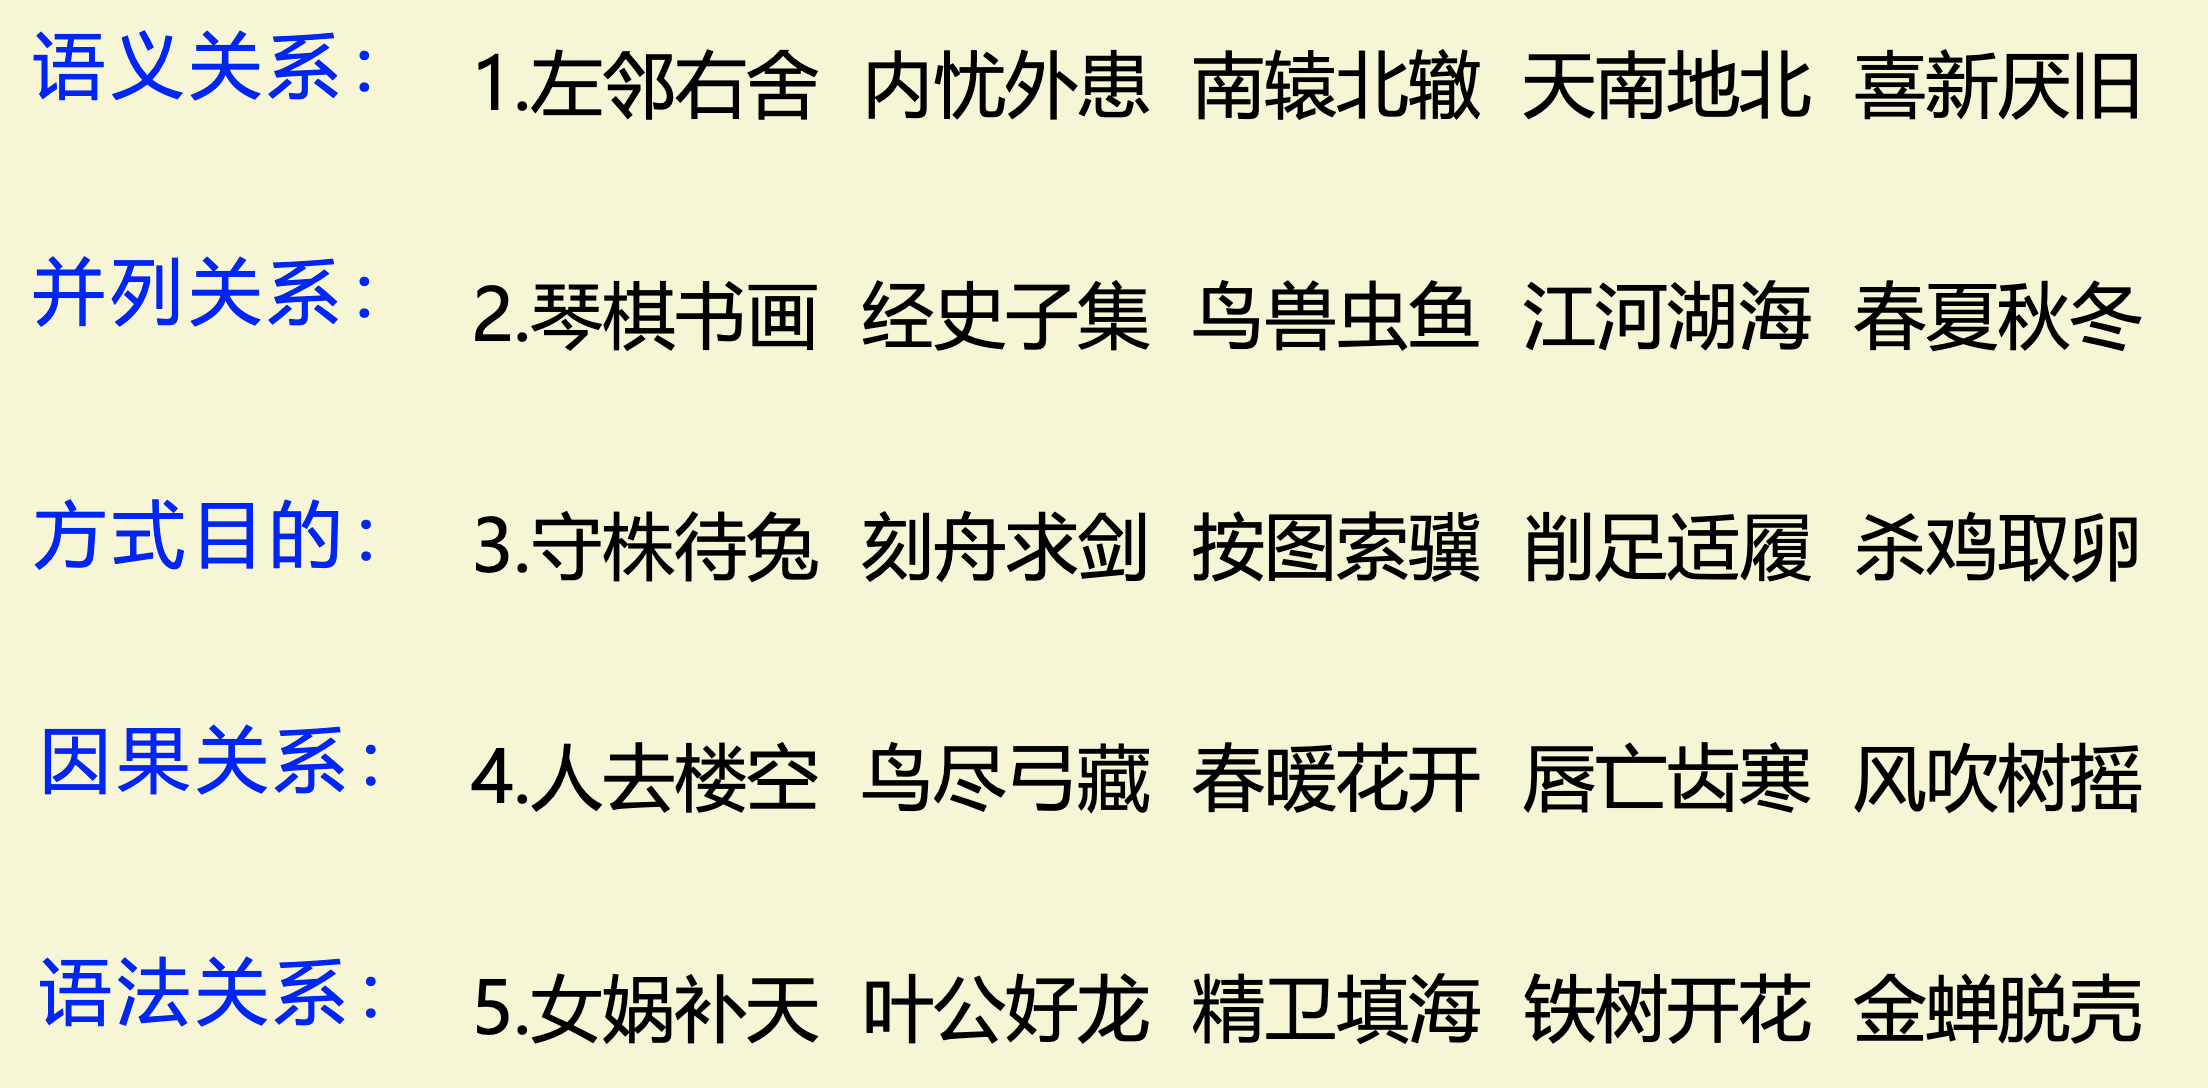 语义关系： 1.左邻右舍 内忧外患 南辕北辙 天南地北 喜新厌旧
并列关系： 2.琴棋书画 经史子集 鸟兽虫鱼 江河湖海 春夏秋冬
方式目的： 3.守株待兔 刻舟求剑 按图索骥 削足适履 杀鸡取卵
因果关系： 4.人去楼空 鸟尽弓藏 春暖花开 唇亡齿寒 风吹树摇
语法关系： 5.女娲补天 叶公好龙 精卫填海 铁树开花 金蝉脱壳